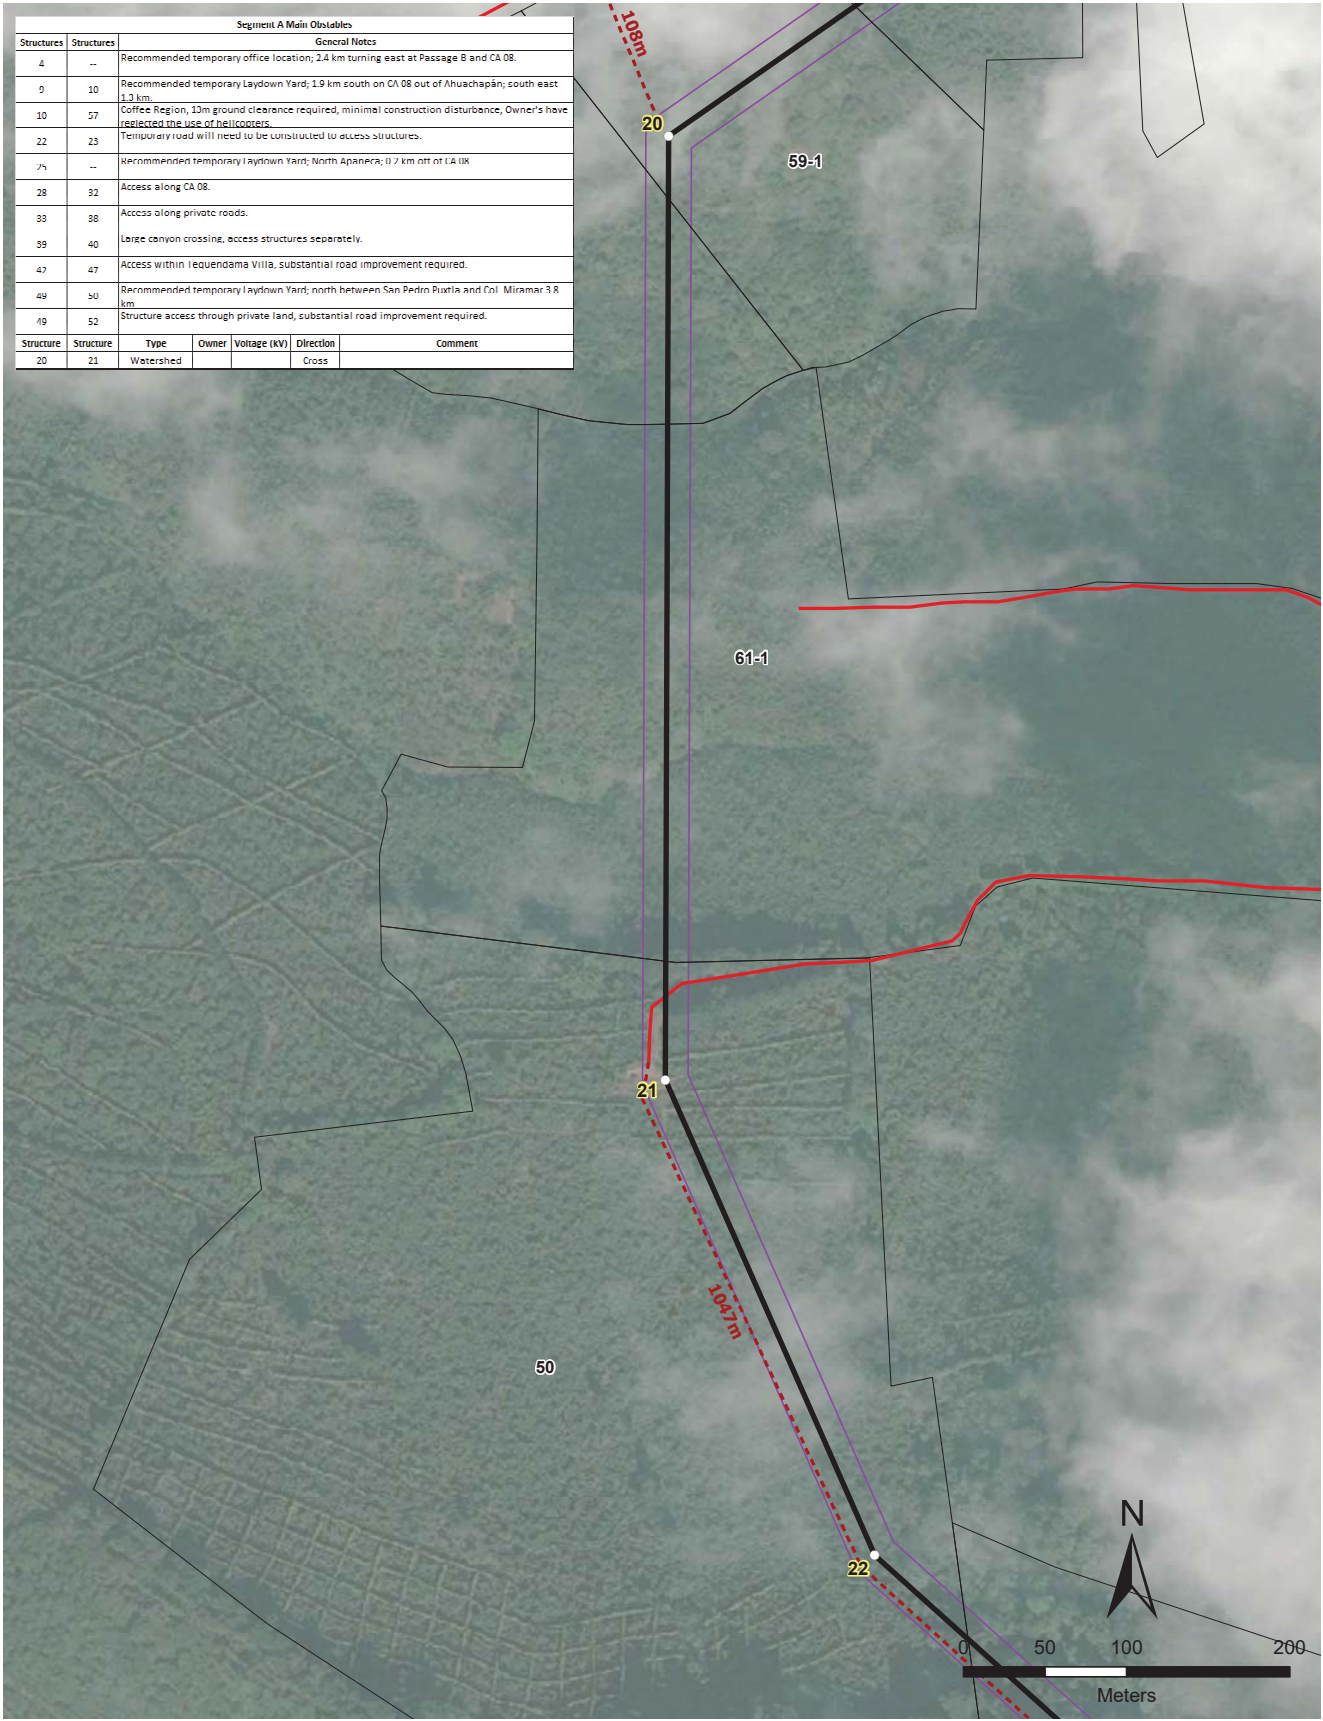 Segment A Main Obstables
Structures Structures General Notes
4 -- Recommended temporary office location; 2.4 km turning east at Passage B and CA 08.
9 10 Recommended temporary Laydown Yard; 1.9 km south on CA 08 out of Ahuachapán; south east
1.3 km.
10 57 Coffee Region, 13m ground clearance required, minimal construction disturbance, Owner's have
reglected the use of helicopters.
22 23 Temporary road will need to be constructed to access structures.
25 -- Recommended temporary Laydown Yard; North Apaneca; 0.2 km off of CA 08
28 32 Access along CA 08.
33 38 Access along private roads.
39 40 Large canyon crossing, access structures separately.
42 47 Access within Tequendama Villa, substantial road improvement required.
49 50 Recommended temporary Laydown Yard; north between San Pedro Puxtla and Col. Miramar 3.8
km
49 52 Structure access through private land, substantial road improvement required.
Structure Structure Type Owner Voltage (kV) Direction Comment
20 21 Watershed Cross
108m
20
59-1
61-1
21
1047m
50
22
N
0 50 100 200
Meters